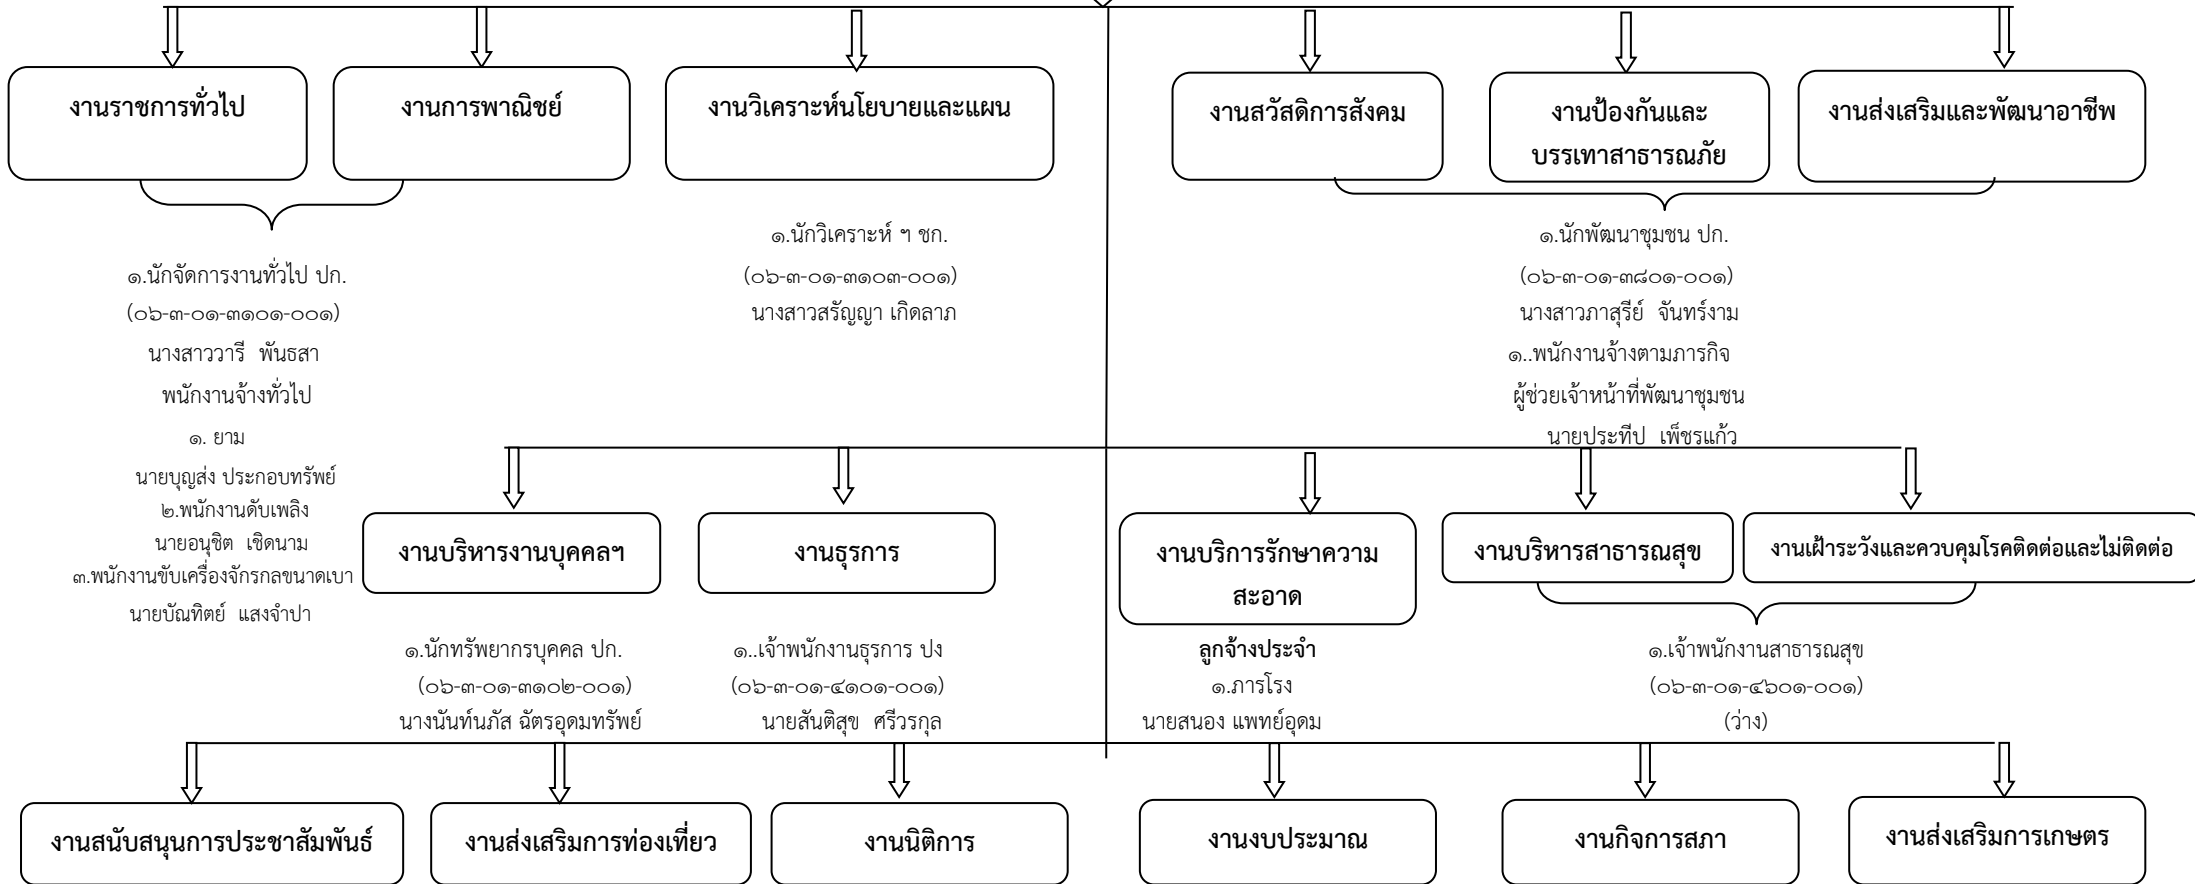 งานราชการทั่วไป
งานการพาณิชย์
งานวิเคราะห์นโยบายและแผน
งานสวัสดิการสังคม
งานป้องกันและ
บรรเทาสาธารณภัย
งานส่งเสริมและพัฒนาอาชีพ
๑.นักจัดการงานทั่วไป ปก.
(๐๖-๓-๐๑-๓๑๐๑-๐๐๑)
นางสาววารี พันธสา
พนักงานจ้างทั่วไป
๑. ยาม
นายบุญส่ง ประกอบทรัพย์
๒.พนักงานดับเพลิง
นายอนุชิต เชิดนาม
๓.พนักงานขับเครื่องจักรกลขนาดเบา
นายบัณฑิตย์ แสงจำปา
๑.นักวิเคราะห์ ฯ ชก.
(๐๖-๓-๐๑-๓๑๐๓-๐๐๑)
นางสาวสรัญญา เกิดลาภ
๑.นักพัฒนาชุมชน ปก.
(๐๖-๓-๐๑-๓๘๐๑-๐๐๑)
นางสาวภาสุรีย์ จันทร์งาม
๑..พนักงานจ้างตามภารกิจ
ผู้ช่วยเจ้าหน้าที่พัฒนาชุมชน
นายประทีป เพ็ชรแก้ว
งานบริหารงานบุคคลฯ
งานธุรการ
งานบริการรักษาความ
สะอาด
งานบริหารสาธารณสุข
งานเฝ้าระวังและควบคุมโรคติดต่อและไม่ติดต่อ
๑.นักทรัพยากรบุคคล ปก.
(๐๖-๓-๐๑-๓๑๐๒-๐๐๑)
นางนันท์นภัส ฉัตรอุดมทรัพย์
๑..เจ้าพนักงานธุรการ ปง
(๐๖-๓-๐๑-๔๑๐๑-๐๐๑)
นายสันติสุข ศรีวรกุล
ลูกจ้างประจำ
๑.ภารโรง
นายสนอง แพทย์อุดม
๑.เจ้าพนักงานสาธารณสุข
(๐๖-๓-๐๑-๔๖๐๑-๐๐๑)
(ว่าง)
งานสนับสนุนการประชาสัมพันธ์
งานส่งเสริมการท่องเที่ยว
งานนิติการ
งานงบประมาณ
งานกิจการสภา
งานส่งเสริมการเกษตร